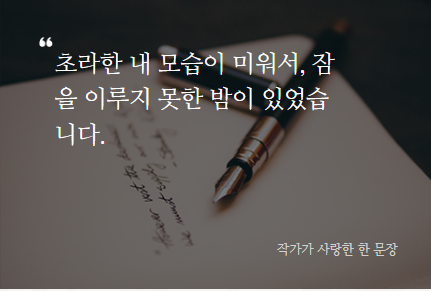 ❝
초라한 내 모습이 미워서, 잠
을 이루지 못한 밤이 있었습
니다.
작가가 사랑한 한 문장